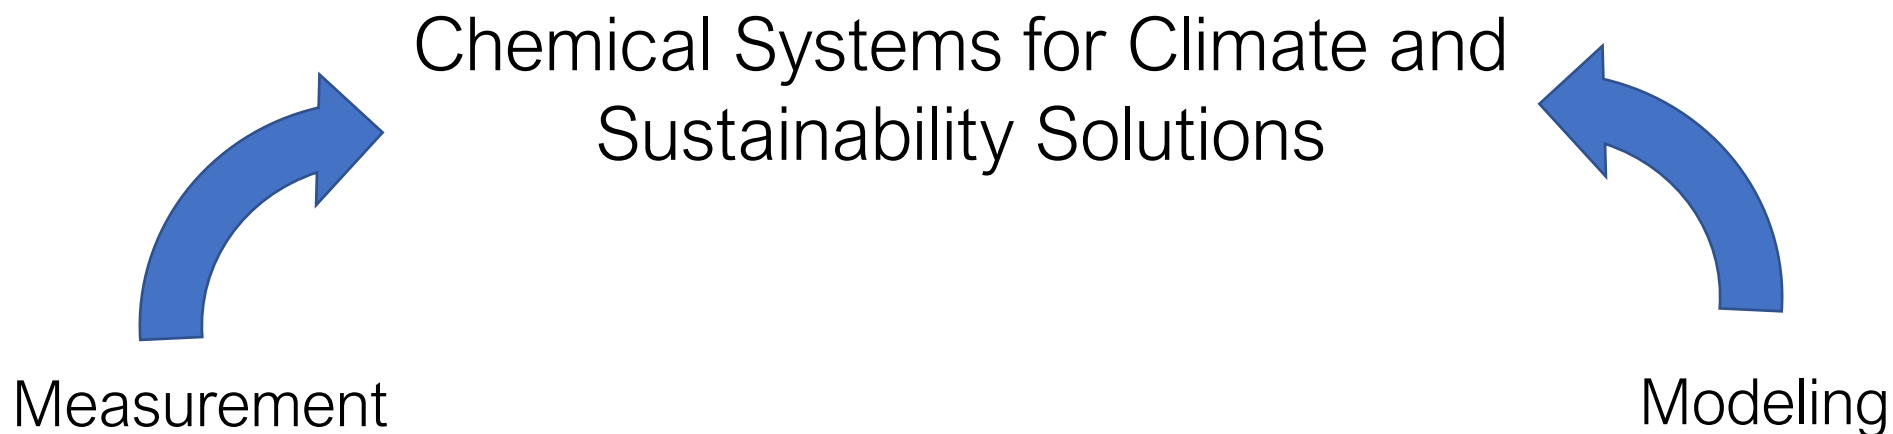 Chemical Systems for Climate and
Sustainability Solutions
Measurement
Modeling